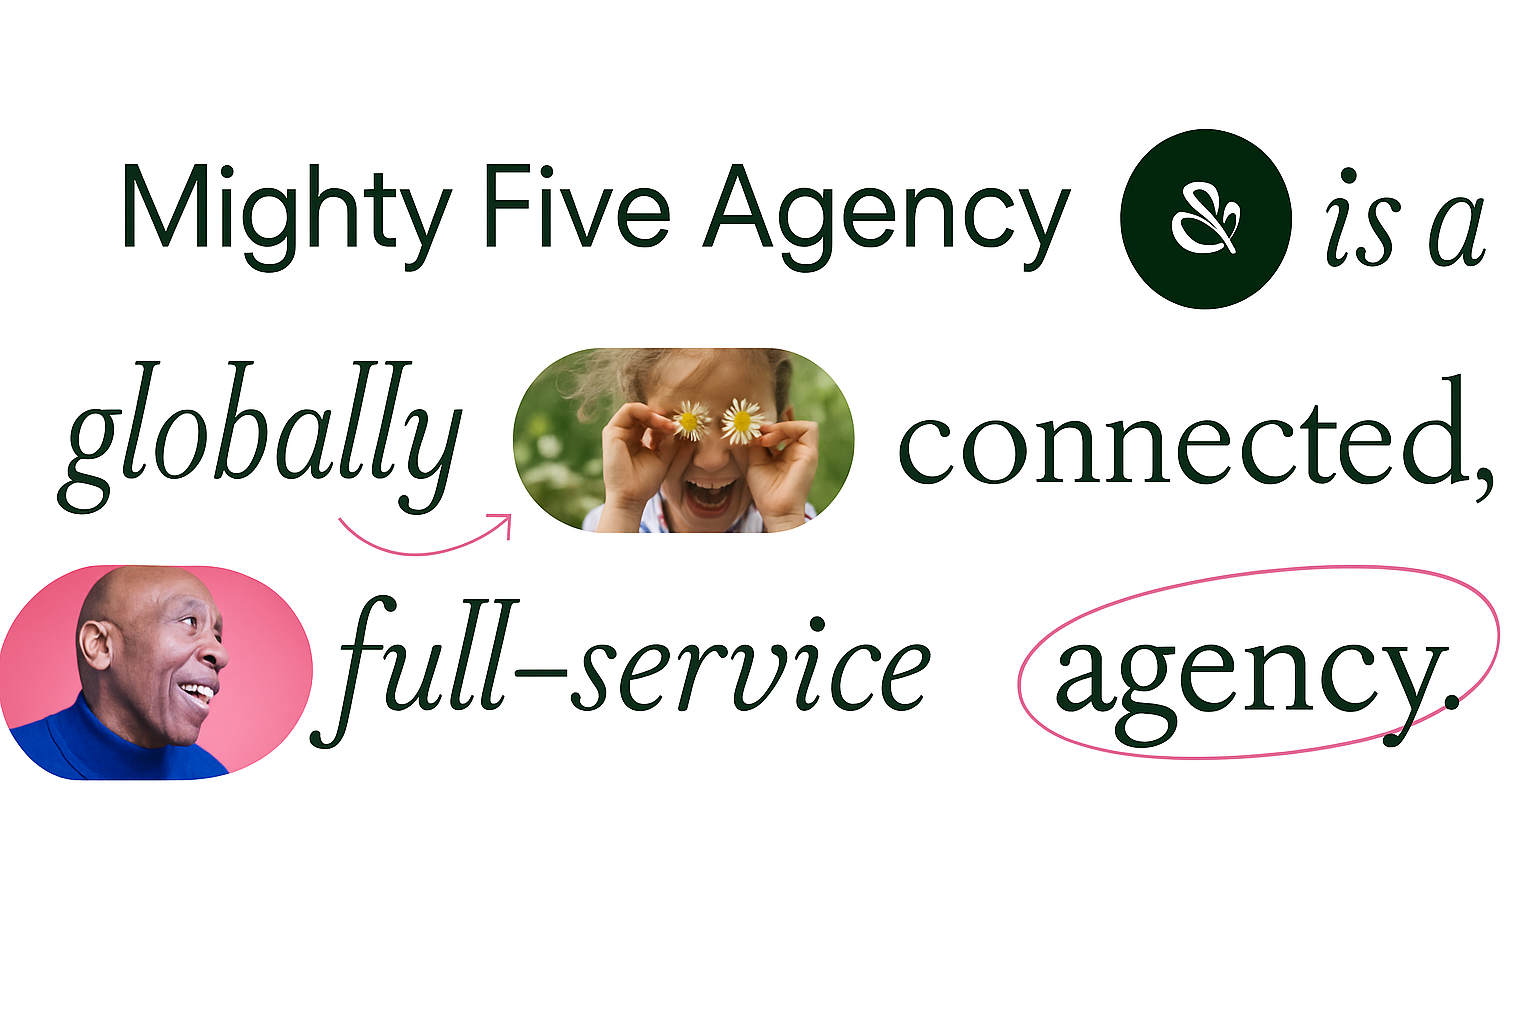 Mighty Five Agency & is a
globally connected,
full–service agency.